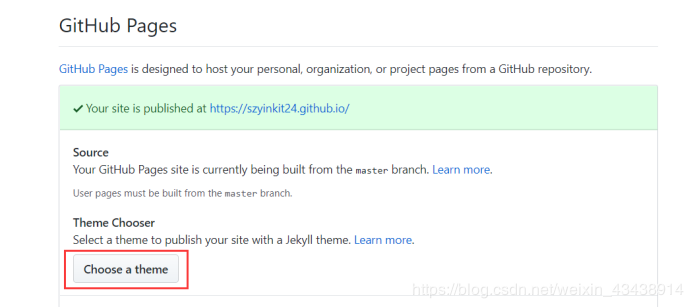 GitHub Pages
GitHub Pages is designed to host your personal, organization, or project pages from a GitHub repository.
✔ Your site is published at https://szyinkit24.github.io/
Source
Your GitHub Pages site is currently being built from the master branch. Learn more.
User pages must be built from the master branch.
Theme Chooser
Select a theme to publish your site with a Jekyll theme. Learn more.
Choose a theme
https://blog.csdn.net/weixin_43438914